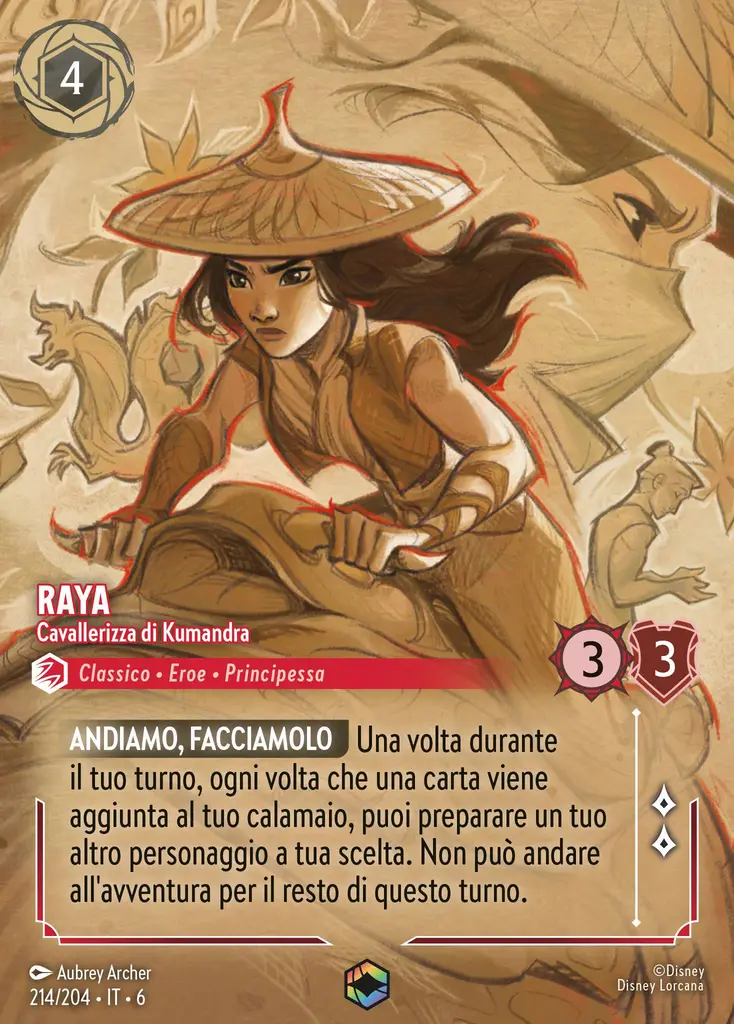 4
RAYA
Cavallerizza di Kumandra
Classico • Eroe • Principessa
3
3
ANDIAMO, FACCIAMOLO Una volta durante
il tuo turno, ogni volta che una carta viene
aggiunta al tuo calamaio, puoi preparare un tuo
altro personaggio a tua scelta. Non può andare
all'avventura per il resto di questo turno.
Aubrey Archer
214/204 • IT • 6
©Disney
Disney Lorcana